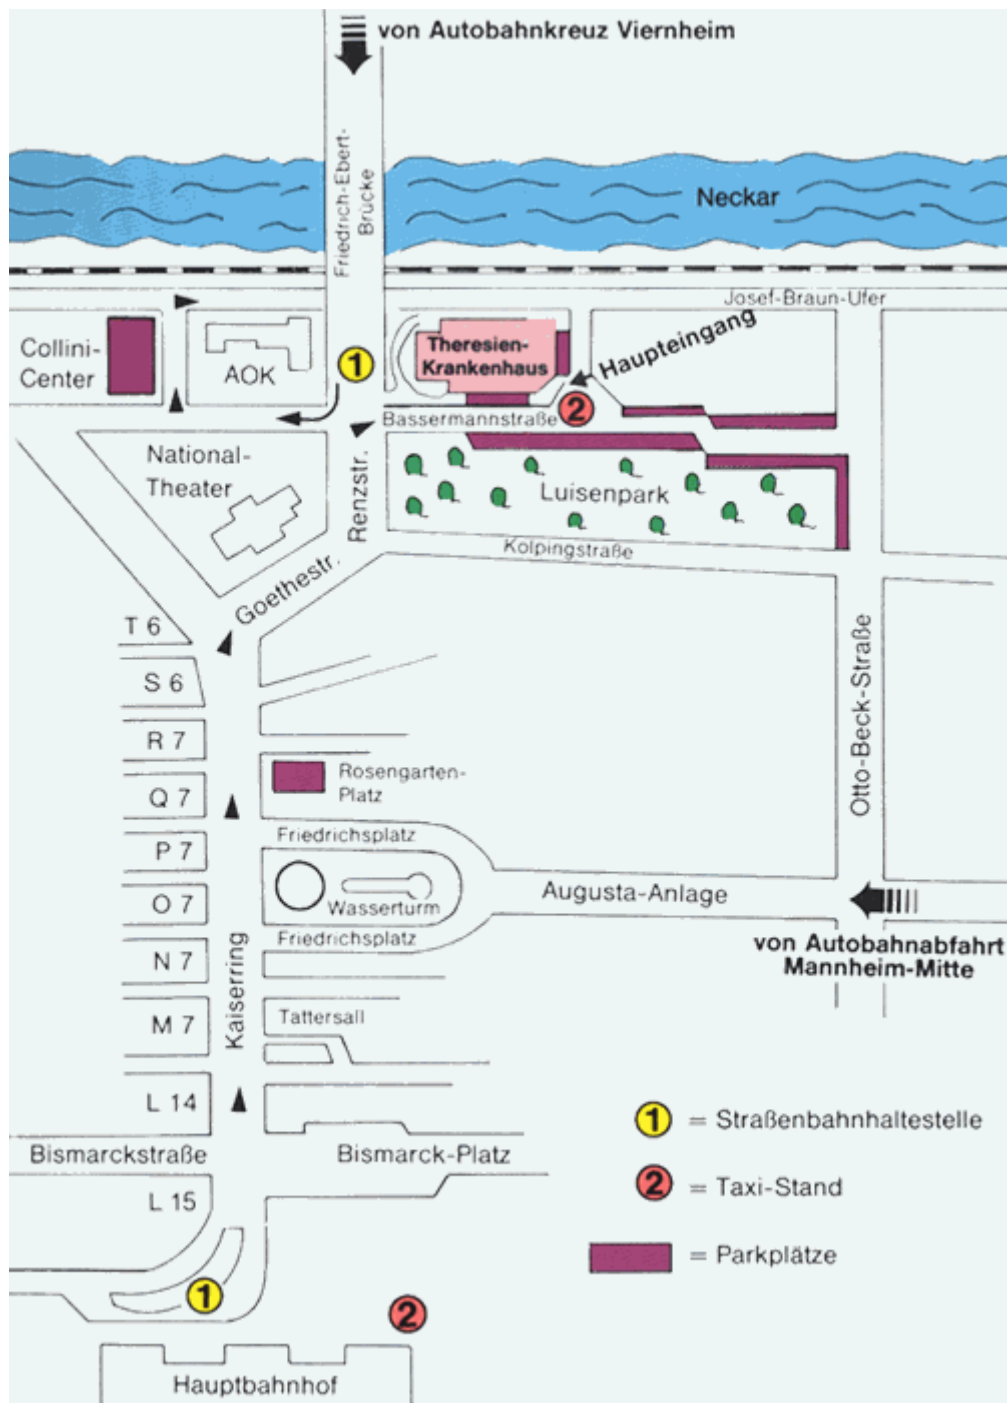 von Autobahnkreuz Viernheim
Friedrich-Ebert-
Brücke
Neckar
Josef-Braun-Ufer
Collini-
Center
AOK
1
Theresien-
Krankenhaus
Haupteingang
2
Bassermannstraße
National-
Theater
Renzstr.
Luisenpark
Kolpingstraße
Goethestr.
T 6
S 6
R 7
Q 7
P 7
O 7
N 7
M 7
L 14
L 15
Otto-Beck-Straße
Rosengarten-
Platz
Friedrichsplatz
Wasserturm
Friedrichsplatz
Augusta-Anlage
von Autobahnabfahrt
Mannheim-Mitte
Kaiserring
Tattersall
Bismarckstraße
Bismarck-Platz
1 = Straßenbahnhaltestelle
2 = Taxi-Stand
= Parkplätze
1
2
Hauptbahnhof